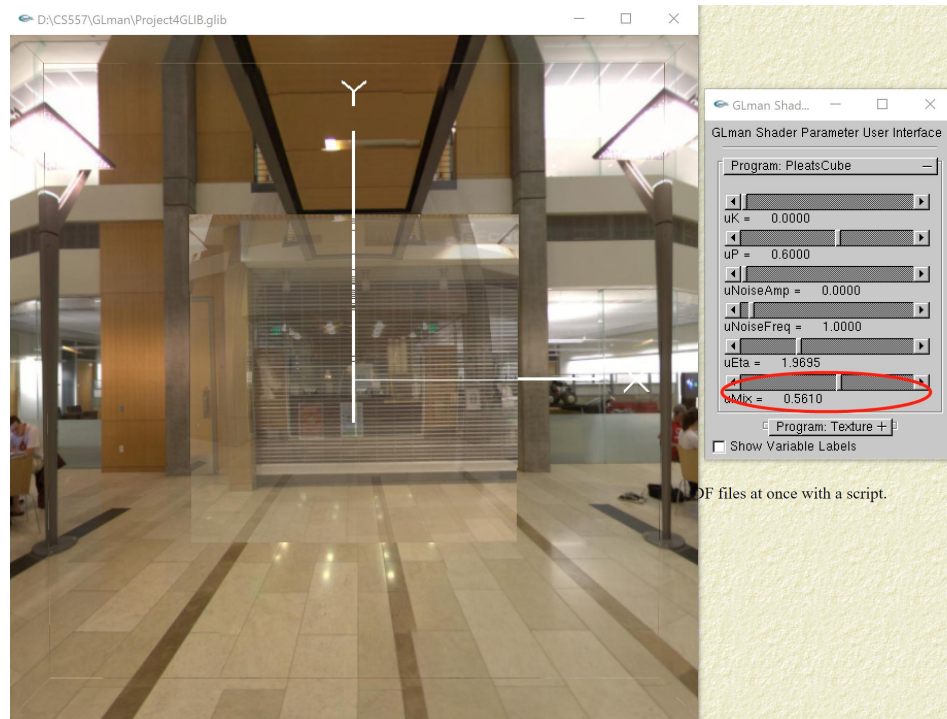 D:\CS557\GLman\Project4GLIB.glib
Y
X
GLman Shad...
GLman Shader Parameter User Interface
Program: PleatsCube
uK = 0.0000
uP = 0.6000
uNoiseAmp = 0.0000
uNoiseFreq = 1.0000
uEta = 1.9695
uMix = 0.5610
Program: Texture +
Show Variable Labels
DF files at once with a script.